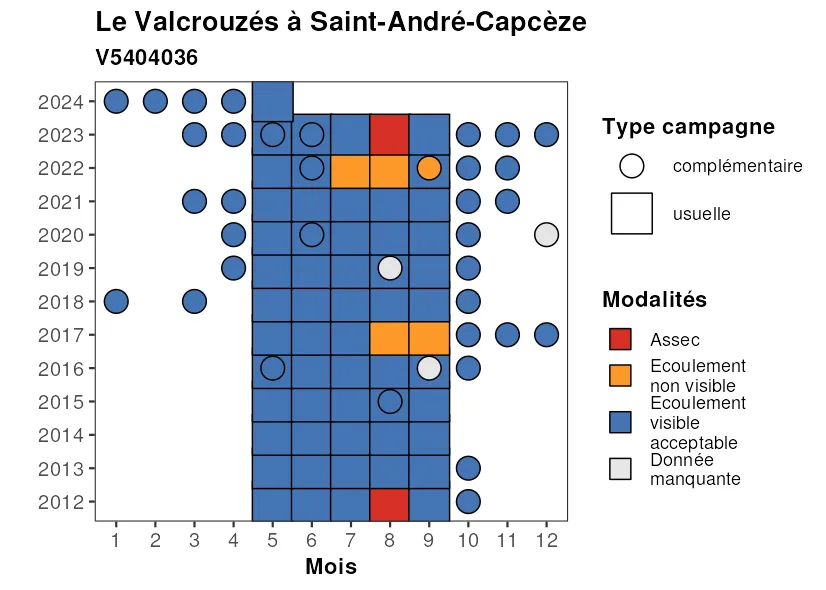 Le Valcrouzés à Saint-André-Capcèze
V5404036
2024
2023
2022
2021
2020
2019
2018
2017
2016
2015
2014
2013
2012
1 2 3 4 5 6 7 8 9 10 11 12
Mois
Type campagne
complémentaire
usuelle
Modalités
Assec
Ecoulement
non visible
Ecoulement
visible
acceptable
Donnée
manquante